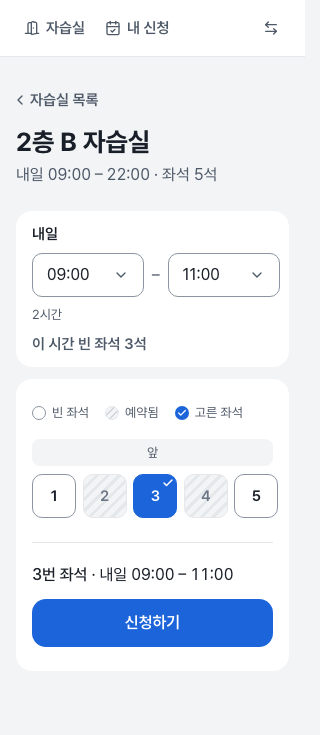 자습실 내 신청
자습실 목록
2층 B 자습실
내일 09:00 – 22:00 · 좌석 5석
내일
09:00 – 11:00
2시간
이 시간 빈 좌석 3석
빈 좌석 예약됨 고른 좌석
앞
1 2 3 4 5
3번 좌석 · 내일 09:00 – 11:00
신청하기